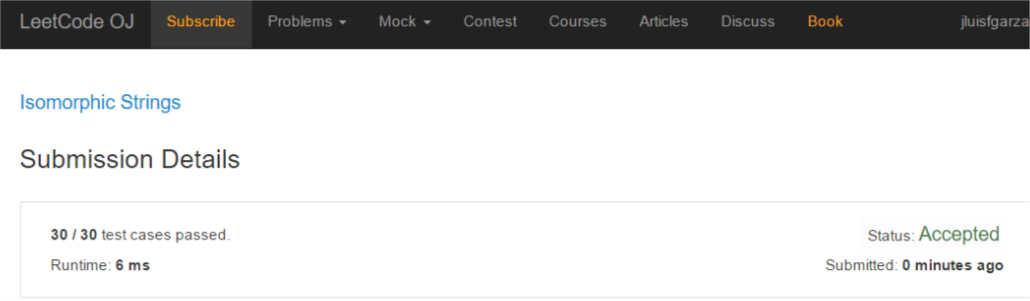 LeetCode OJ Subscribe Problems Mock Contest Courses Articles Discuss Book jluisfgarza
Isomorphic Strings
Submission Details
30 / 30 test cases passed. Status: Accepted
Runtime: 6 ms Submitted: 0 minutes ago